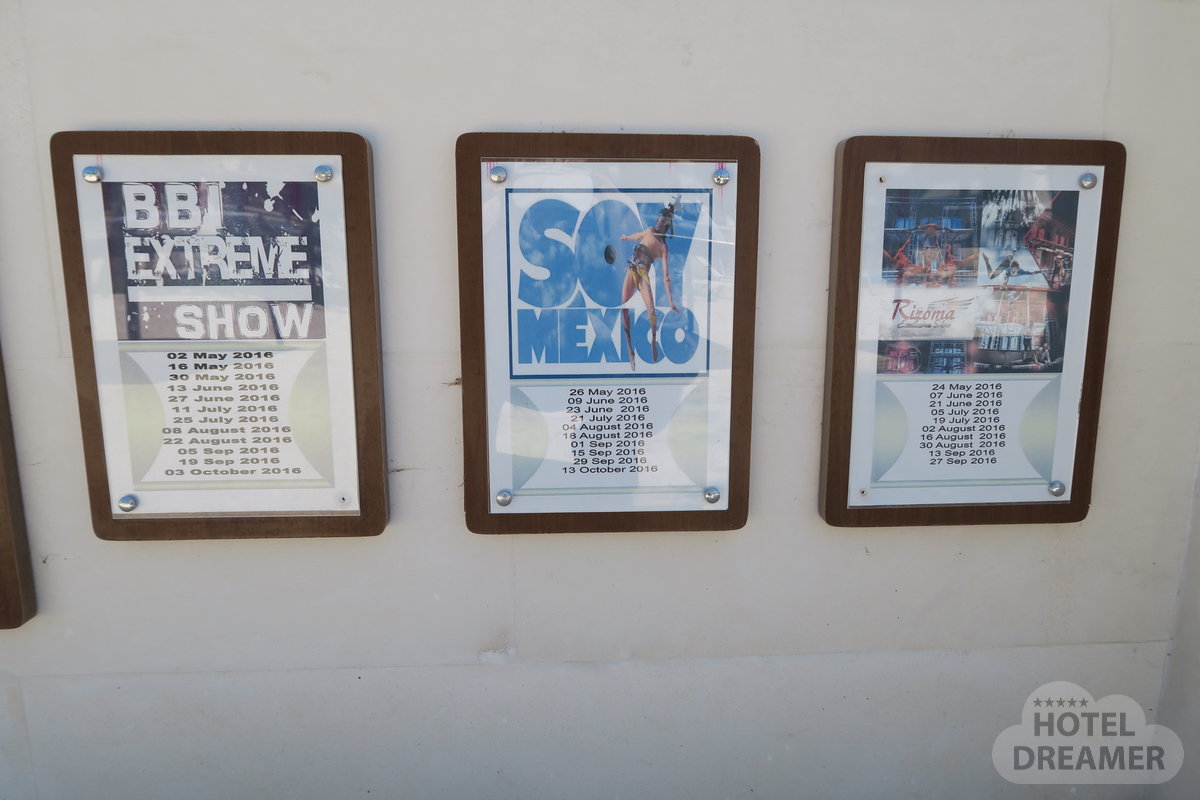 BBJ
EXTREME
SHOW
02 May 2016
16 May 2016
30 May 2016
13 June 2016
27 June 2016
11 July 2016
25 July 2016
08 August 2016
22 August 2016
05 Sep 2016
19 Sep 2016
03 October 2016
SOY
MEXICO
26 May 2016
09 June 2016
23 June 2016
21 July 2016
04 August 2016
18 August 2016
01 Sep 2016
15 Sep 2016
29 Sep 2016
13 October 2016
Rizoma
24 May 2016
07 June 2016
21 June 2016
05 July 2016
19 July 2016
02 August 2016
16 August 2016
30 August 2016
13 Sep 2016
27 Sep 2016
HOTEL
DREAMER